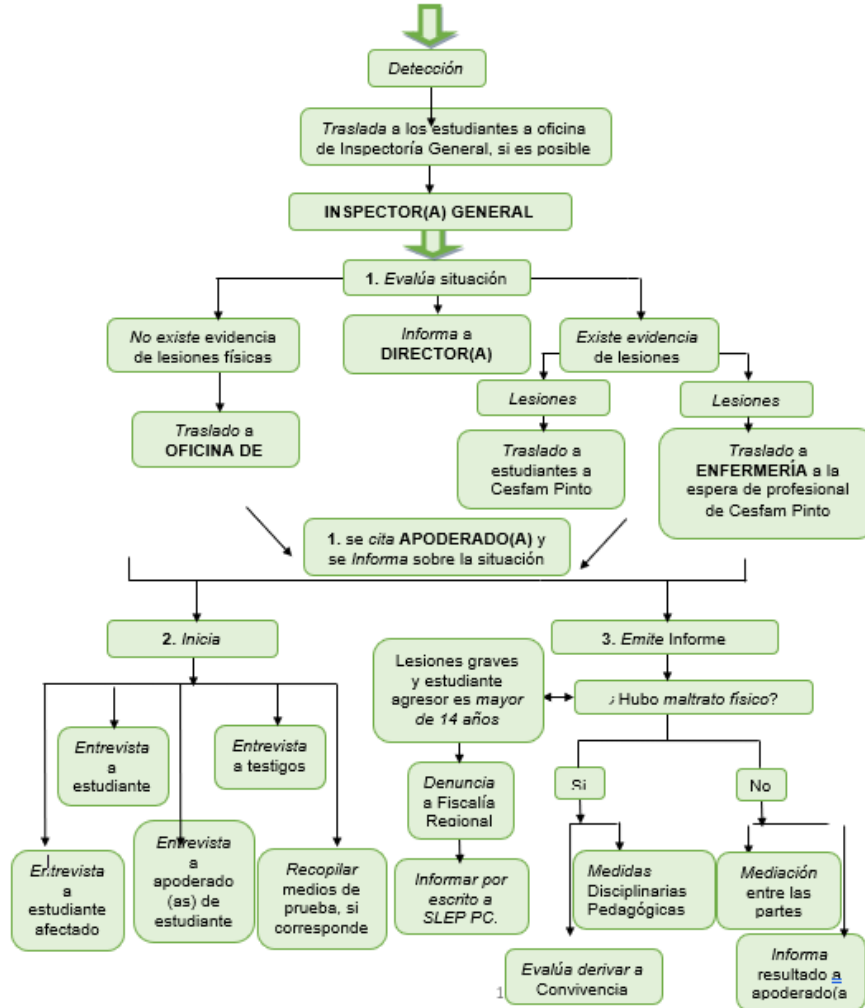 Detección
Traslada a los estudiantes a oficina
de Inspectoría General, si es posible
INSPECTOR(A) GENERAL
1. Evalúa situación
No existe evidencia
de lesiones físicas
Informa a
DIRECTOR(A)
Existe evidencia
de lesiones
Lesiones
Lesiones
Traslado a
OFICINA DE
Traslado a
estudiantes a
Cesfam Pinto
Traslado a
ENFERMERÍA a la
espera de profesional
de Cesfam Pinto
1. se cita APODERADO(A) y
se Informa sobre la situación
2. Inicia
3. Emite Informe
Lesiones graves
y estudiante
agresor es mayor
de 14 años
¿Hubo maltrato físico?
Entrevista
a
estudiante
Entrevista
a testigos
Denuncia
a Fiscalía
Regional
Si
No
Entrevista
a
estudiante
afectado
Entrevista
a
apoderado
(as) de
estudiante
Recopilar
medios de
prueba, si
corresponde
Informar por
escrito a
SLEP PC.
Medidas
Disciplinarias
Pedagógicas
Mediación
entre las
partes
Evalúa derivar a
Convivencia
Informa
resultado a
apoderado(a
1